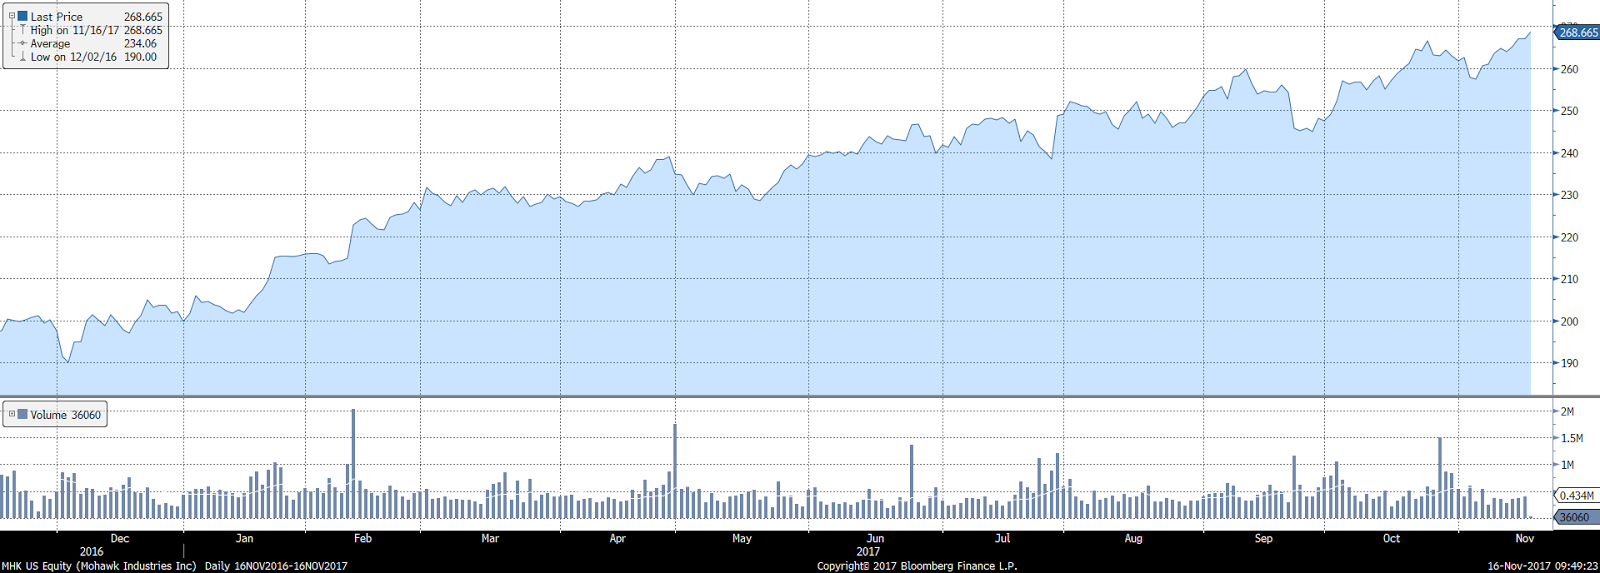 Last Price 268.665
High on 11/16/17 268.665
Average 234.06
Low on 12/02/16 190.00
270
268.665
260
250
240
230
220
210
200
190
Volume 36060
2M
1.5M
1M
0.434M
36060
Dec Jan Feb Mar Apr May Jun Jul Aug Sep Oct Nov
2016 2017
MHK US Equity (Mohawk Industries Inc) Daily 16NOV2016-16NOV2017 Copyright© 2017 Bloomberg Finance L.P. 16-Nov-2017 09:49:23